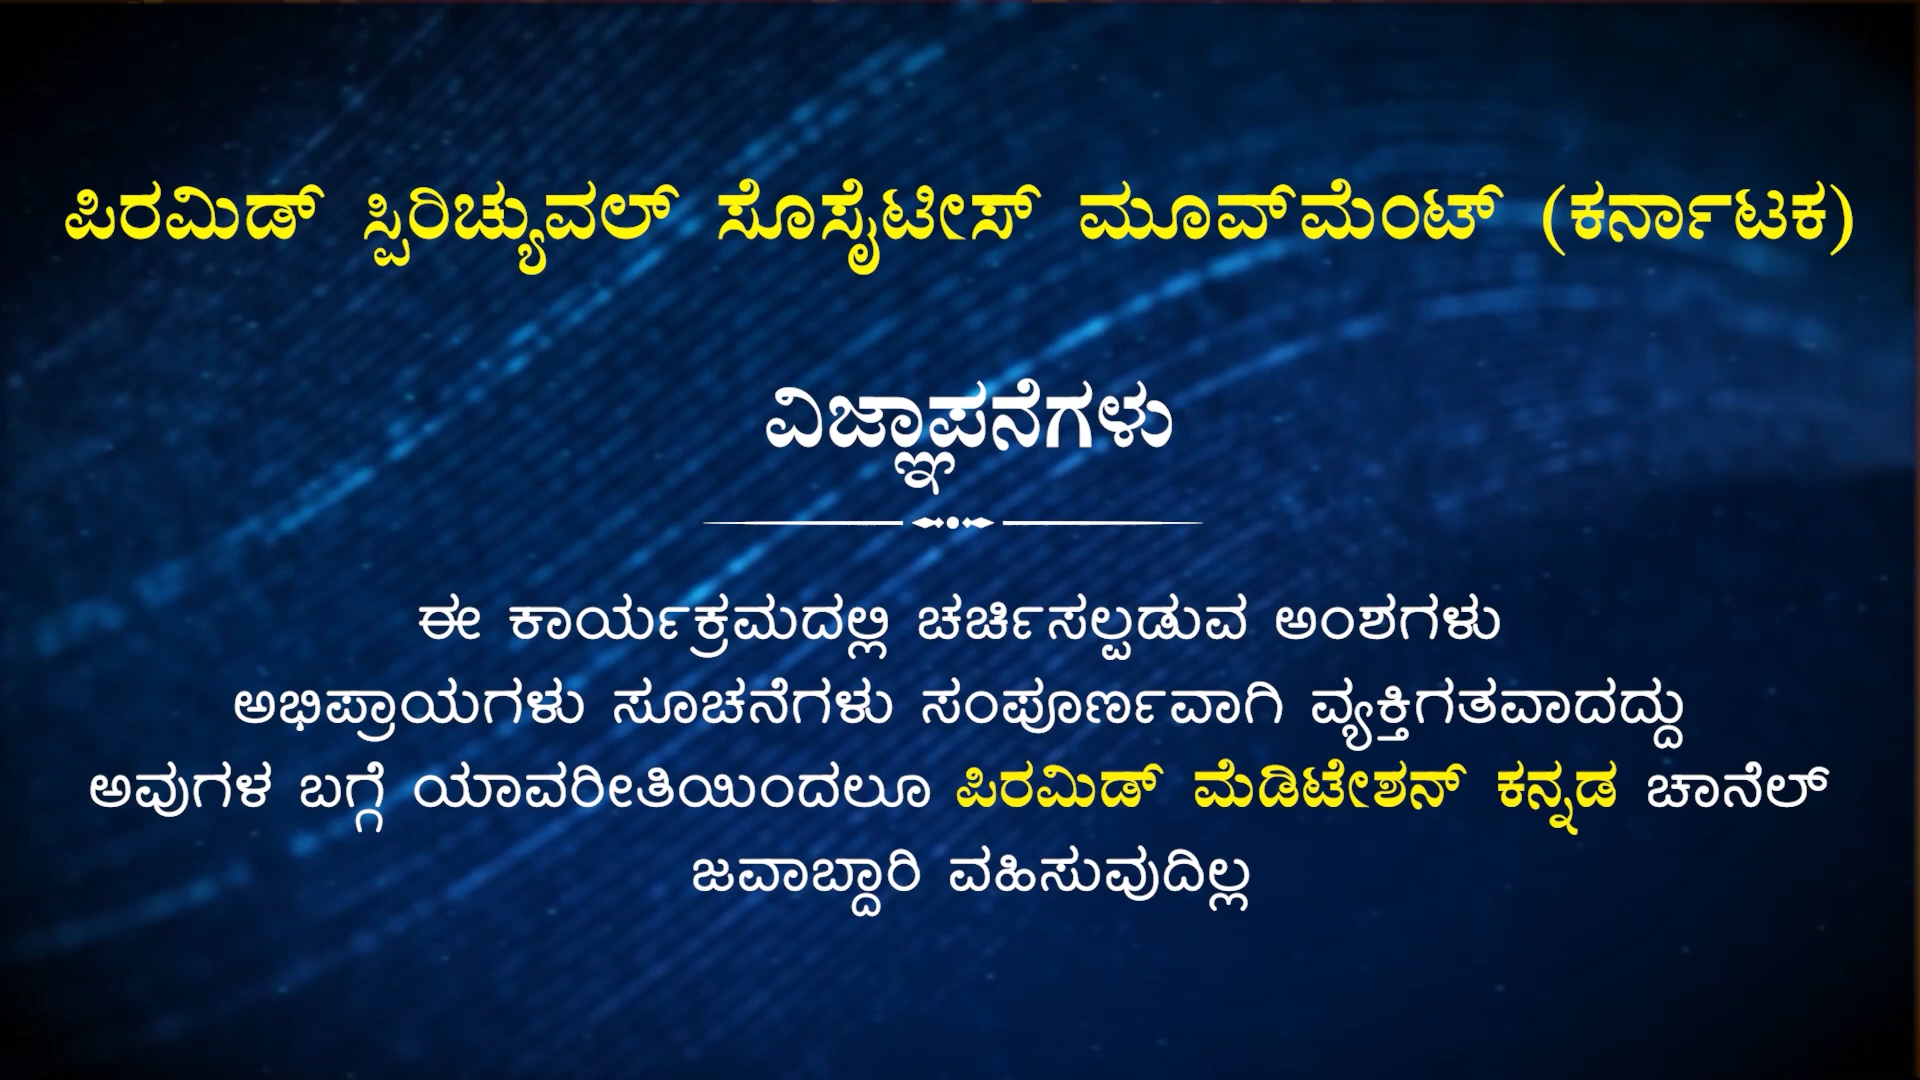 ಪಿರಮಿಡ್ ಸ್ಪಿರಿಚ್ಯುವಲ್ ಸೊಸೈಟೀಸ್ ಮೂವ್‌ಮೆಂಟ್ (ಕರ್ನಾಟಕ)
ವಿಜ್ಞಾಪನೆಗಳು
ಈ ಕಾರ್ಯಕ್ರಮದಲ್ಲಿ ಚರ್ಚಿಸಲ್ಪಡುವ ಅಂಶಗಳು
ಅಭಿಪ್ರಾಯಗಳು ಸೂಚನೆಗಳು ಸಂಪೂರ್ಣವಾಗಿ ವ್ಯಕ್ತಿಗತವಾದದ್ದು
ಅವುಗಳ ಬಗ್ಗೆ ಯಾವರೀತಿಯಿಂದಲೂ ಪಿರಮಿಡ್ ಮೆಡಿಟೇಶನ್ ಕನ್ನಡ ಚಾನೆಲ್
ಜವಾಬ್ದಾರಿ ವಹಿಸುವುದಿಲ್ಲ